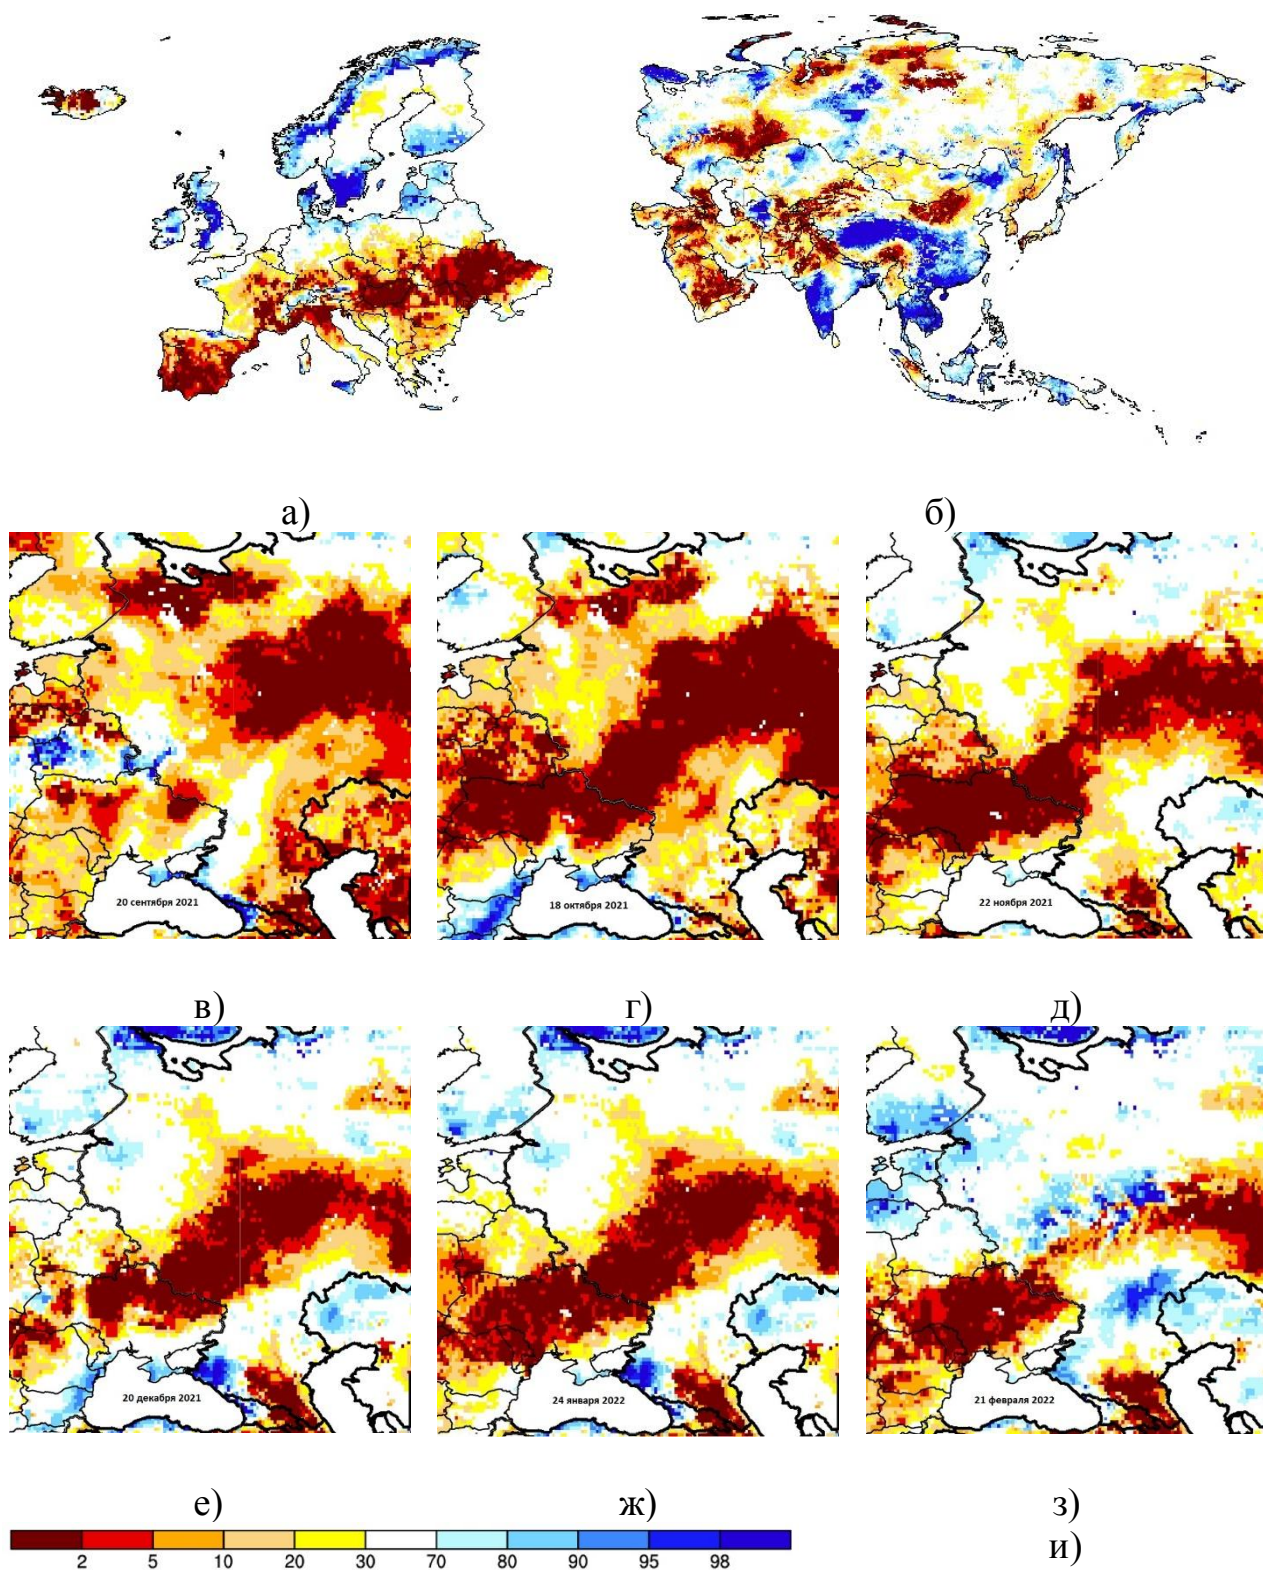 а) б)
20 сентября 2021 18 октября 2021 22 ноября 2021
в) г) д)
20 декабря 2021 24 января 2022 21 февраля 2022
е) ж) з)
и)
2 5 10 20 30 70 80 90 95 98